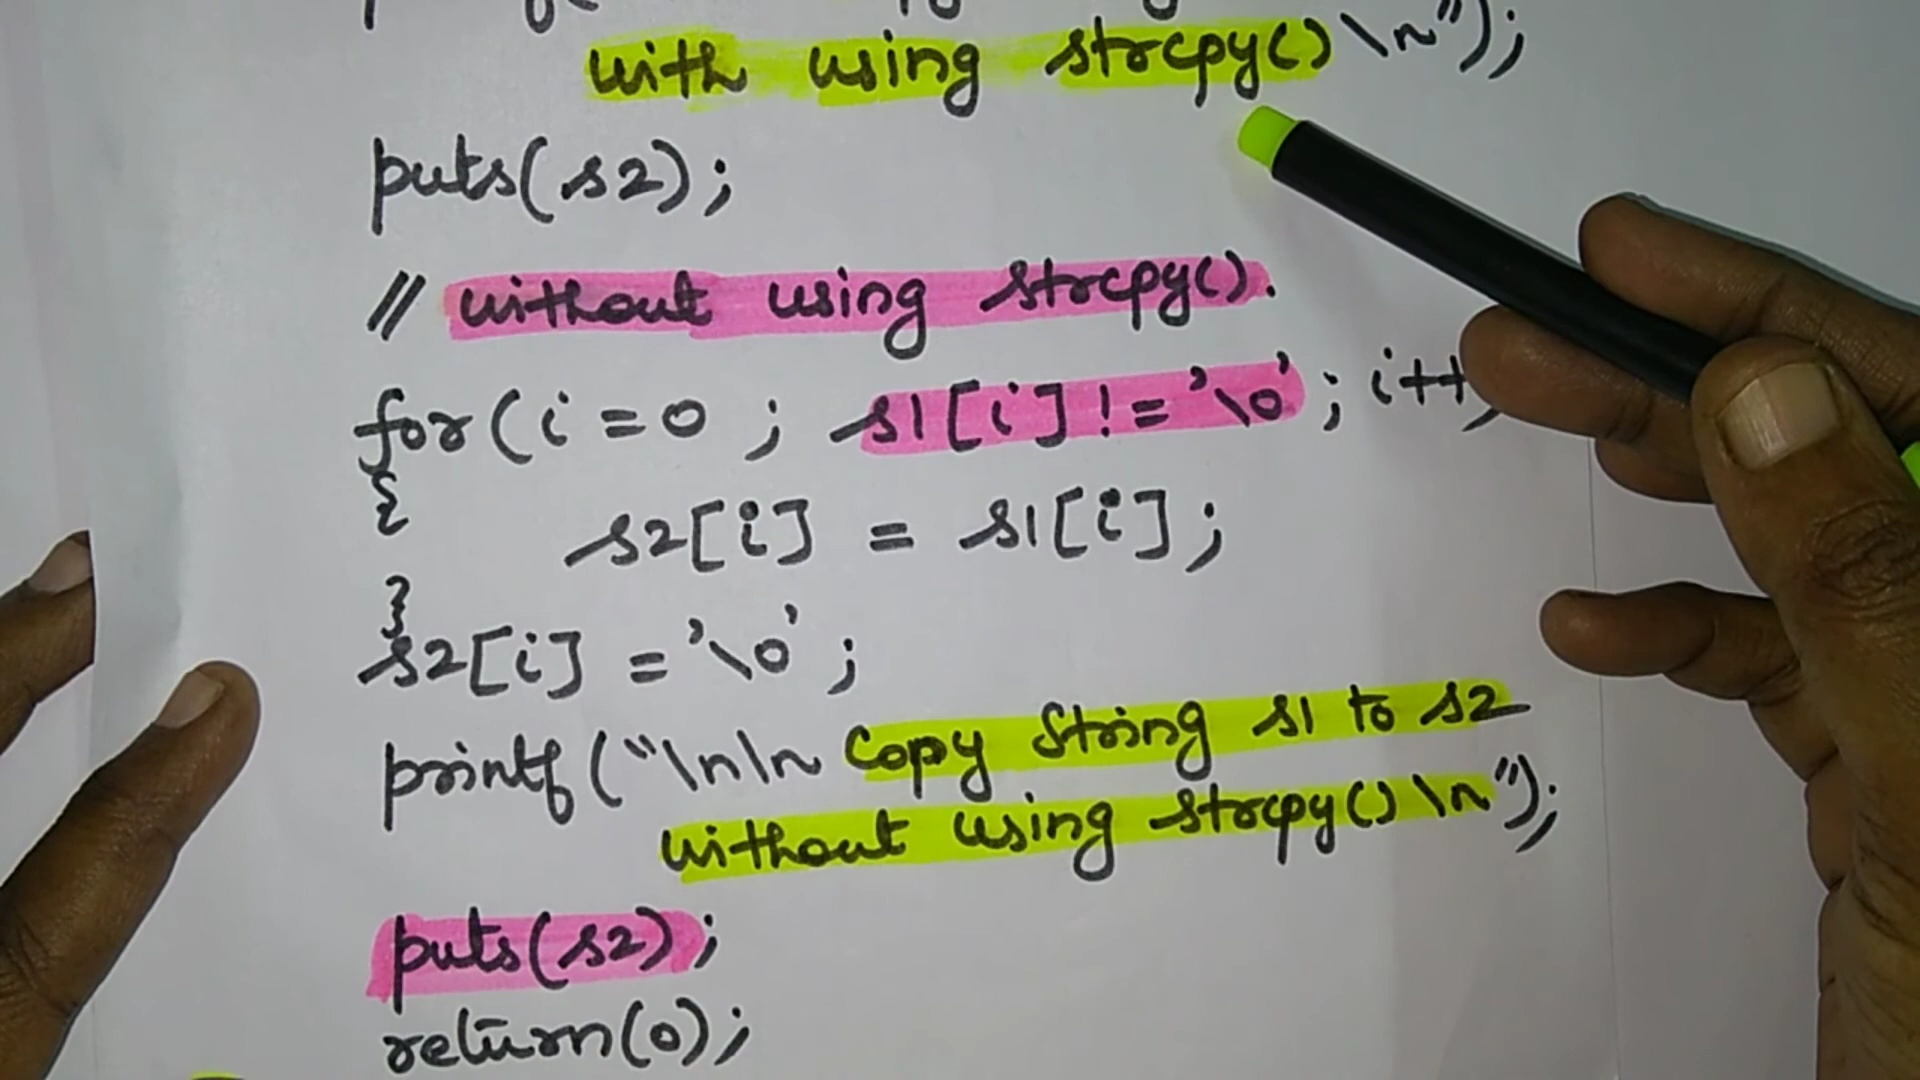 with using strcpy()\n");
puts(s2);
// without using strcpy().
for(i=0 ; s1[i]!='\0'; i++)
{
s2[i] = s1[i];
}
s2[i] ='\0';
printf("\n\n Copy String s1 to s2
without using strcpy()\n");
puts(s2);
return(0);